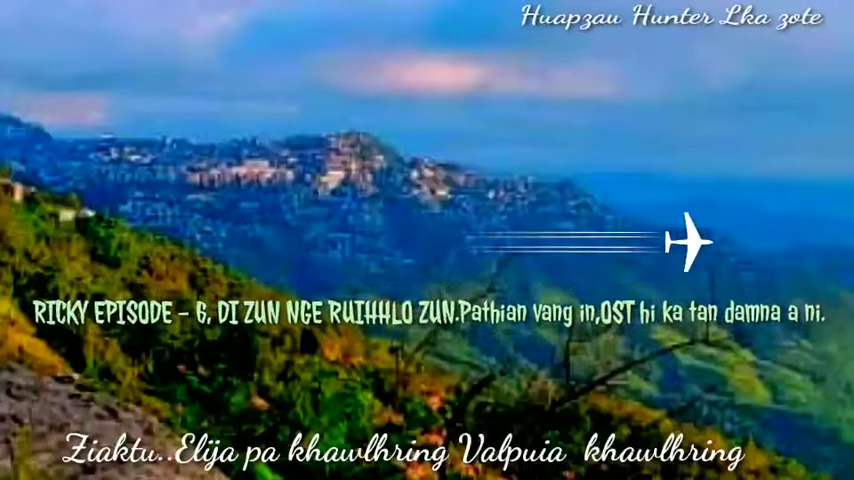 Huapzau Hunter Lka zote
RICKY EPISODE - 6, DI ZUN NGE RUIHHLO ZUN.Pathian vang in,OST hi ka tan damna a ni.
Ziaktu..Elija pa khawlhring Valpuia khawlhring